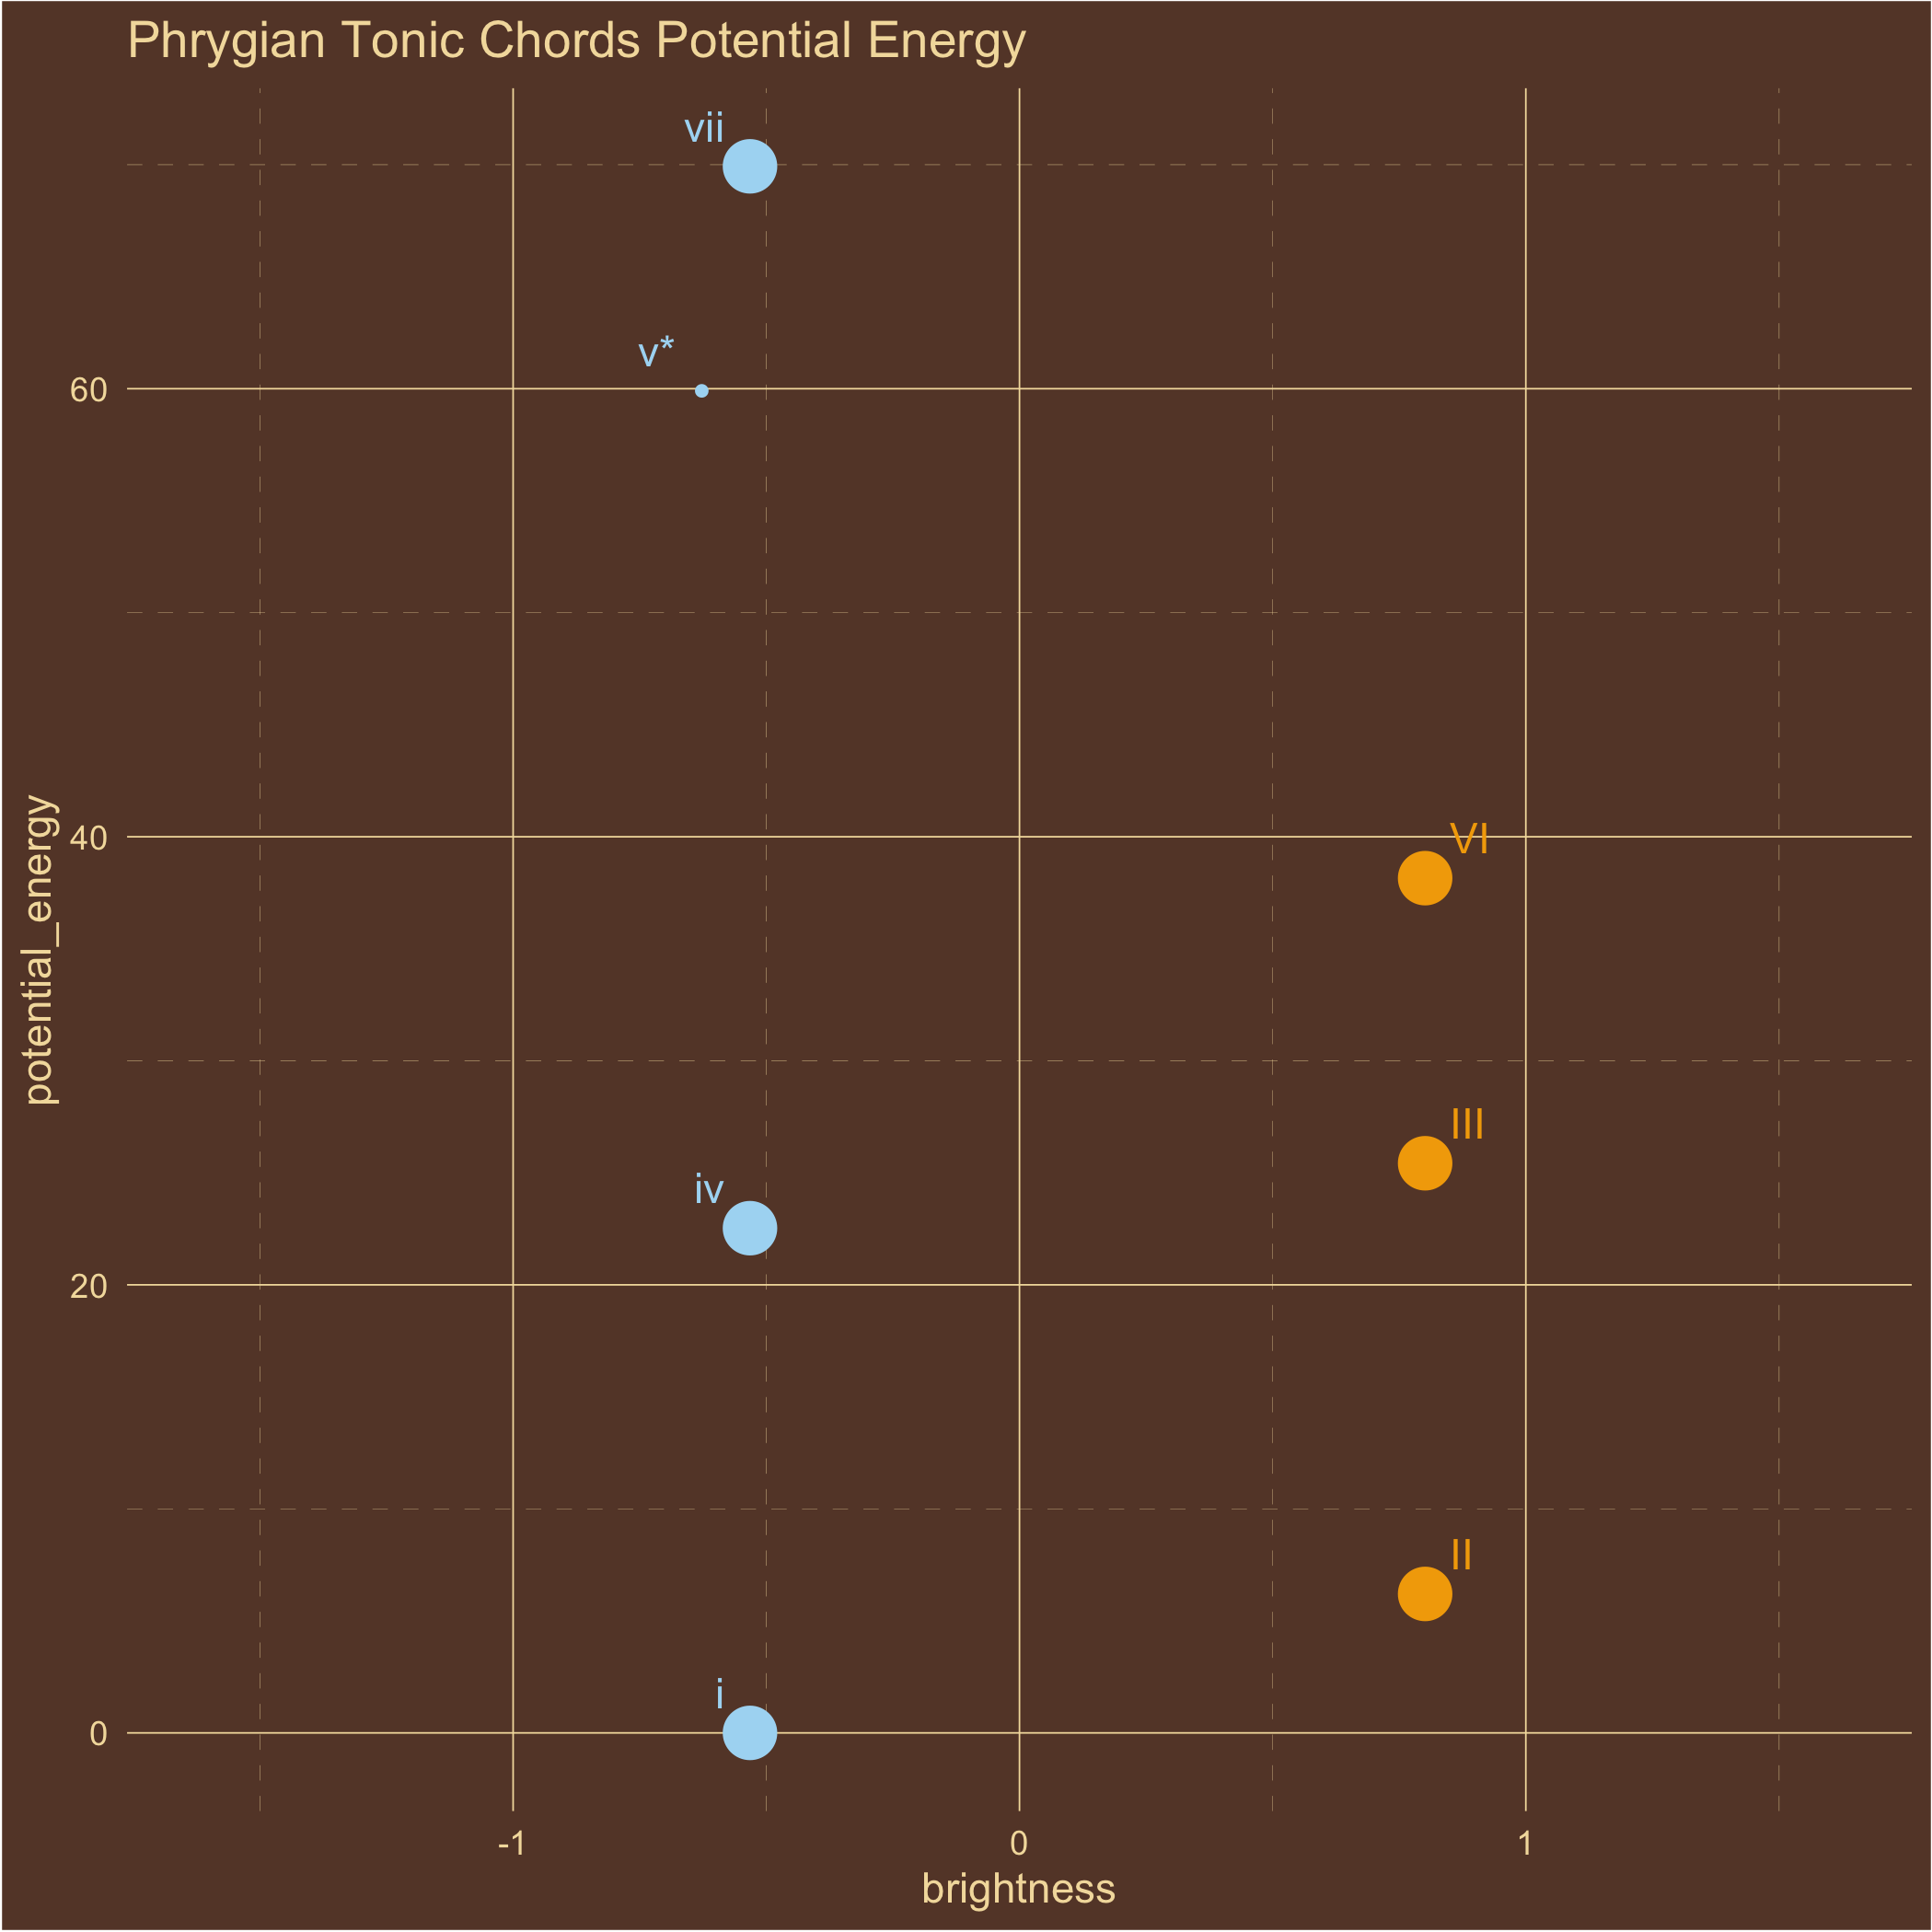 Phrygian Tonic Chords Potential Energy
vii
v*
60
VI
40
III
iv
20
II
i
0
potential_energy
-1 0 1
brightness